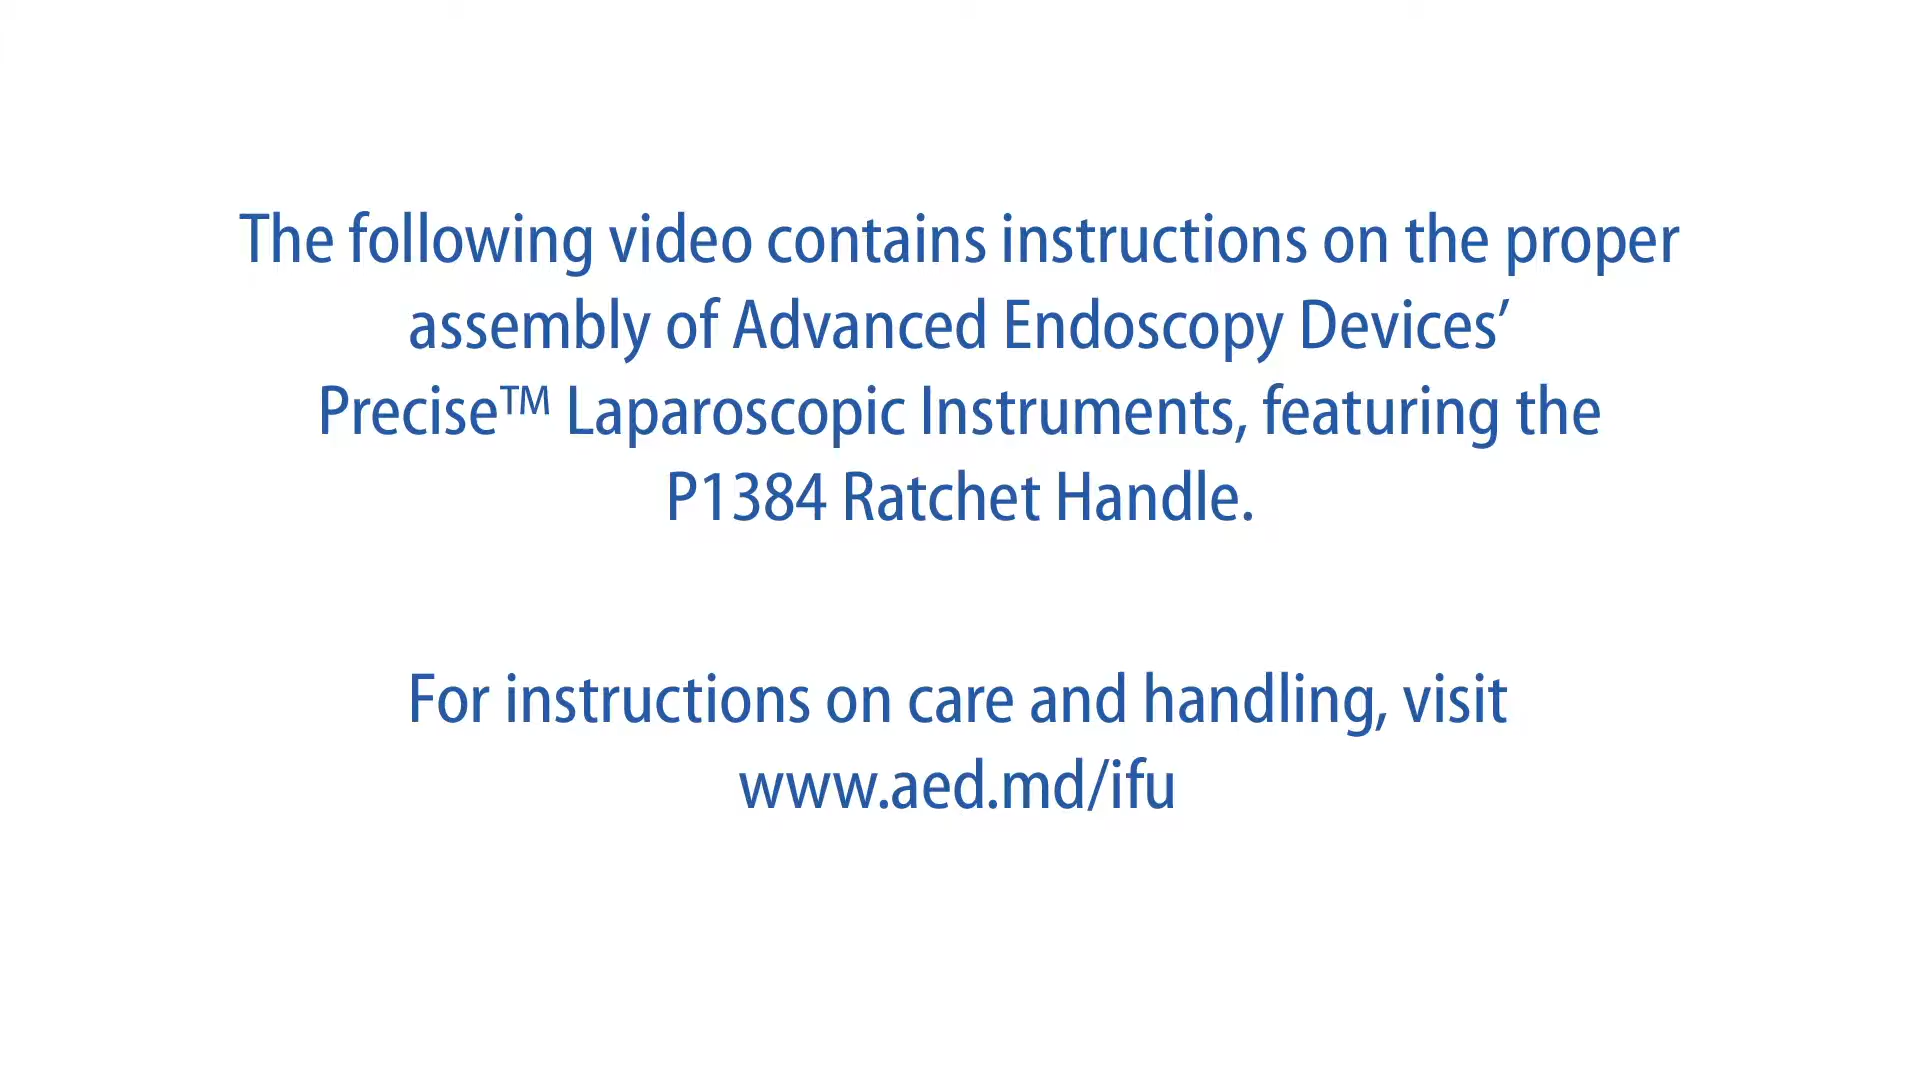 The following video contains instructions on the proper
assembly of Advanced Endoscopy Devices’
Precise™ Laparoscopic Instruments, featuring the
P1384 Ratchet Handle.
For instructions on care and handling, visit
www.aed.md/ifu